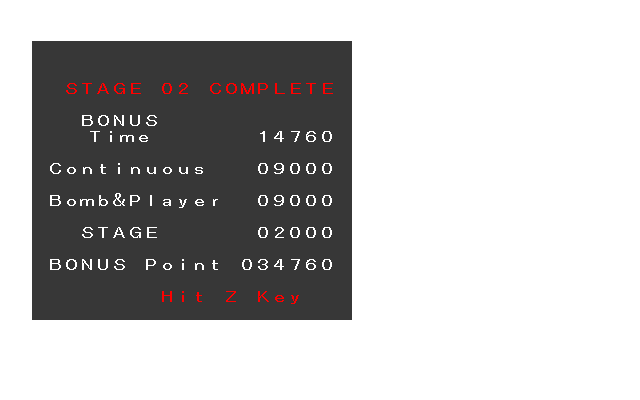 STAGE 02 COMPLETE
BONUS
Time 14760
Continuous 09000
Bomb&Player 09000
STAGE 02000
BONUS Point 034760
Hit Z Key